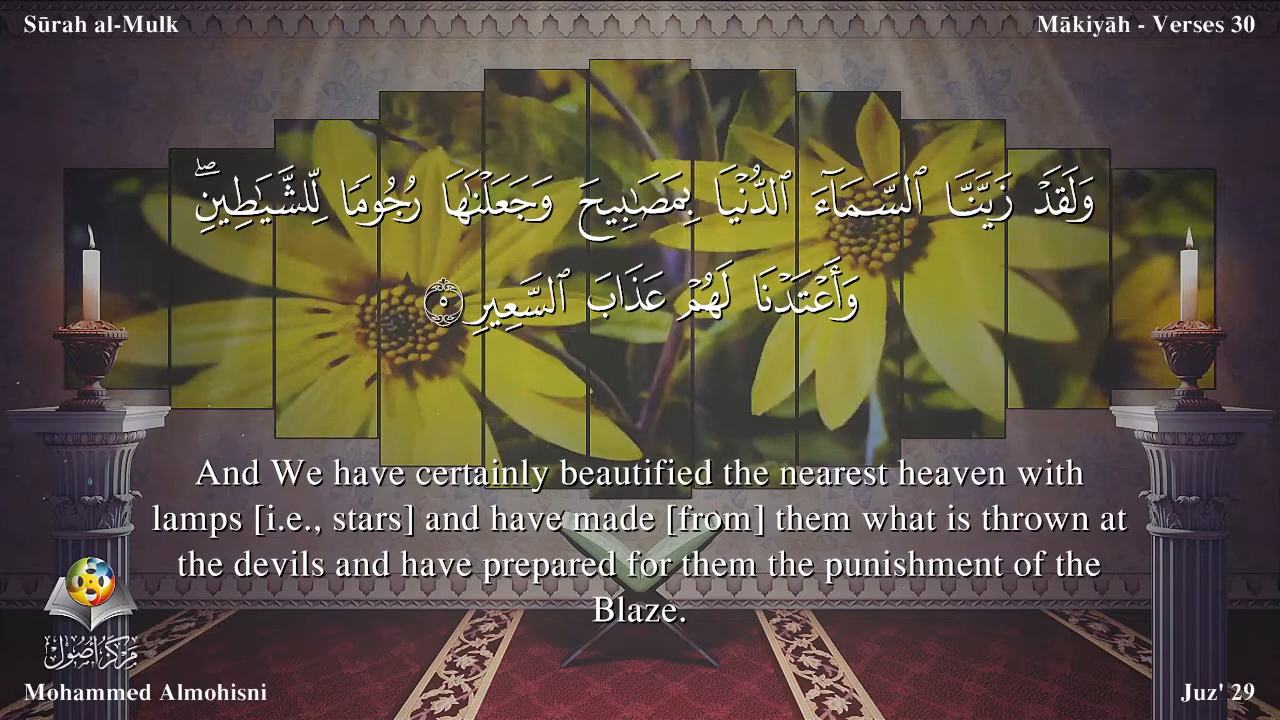 Sūrah al-Mulk
Mākiyāh - Verses 30
وَلَقَدْ زَيَّنَّا ٱلسَّمَآءَ ٱلدُّنْيَا بِمَصَـٰبِيحَ وَجَعَلْنَـٰهَا رُجُومًا لِّلشَّيَـٰطِينِ ۖ
وَأَعْتَدْنَا لَهُمْ عَذَابَ ٱلسَّعِيرِ ٥
And We have certainly beautified the nearest heaven with
lamps [i.e., stars] and have made [from] them what is thrown at
the devils and have prepared for them the punishment of the
Blaze.
مركز أصول
Mohammed Almohisni
Juz' 29